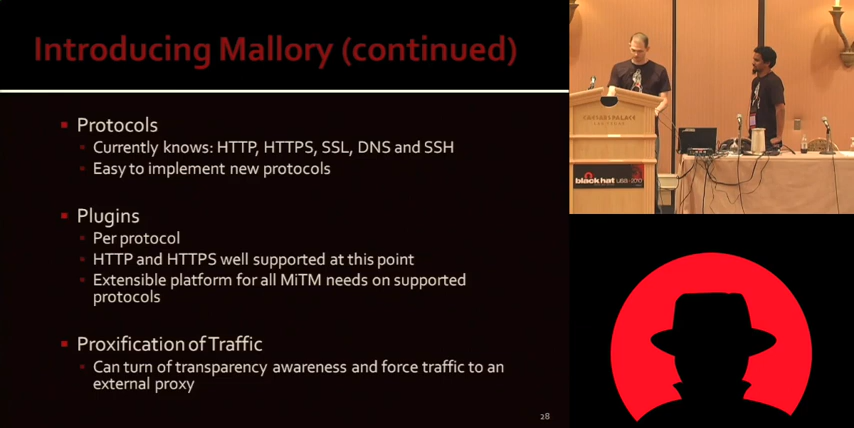 Introducing Mallory (continued)
Protocols
Currently knows: HTTP, HTTPS, SSL, DNS and SSH
Easy to implement new protocols
Plugins
Per protocol
HTTP and HTTPS well supported at this point
Extensible platform for all MiTM needs on supported
protocols
Proxification of Traffic
Can turn of transparency awareness and force traffic to an
external proxy
28
CAESARS PALACE
LAS VEGAS
black hat USA 2010